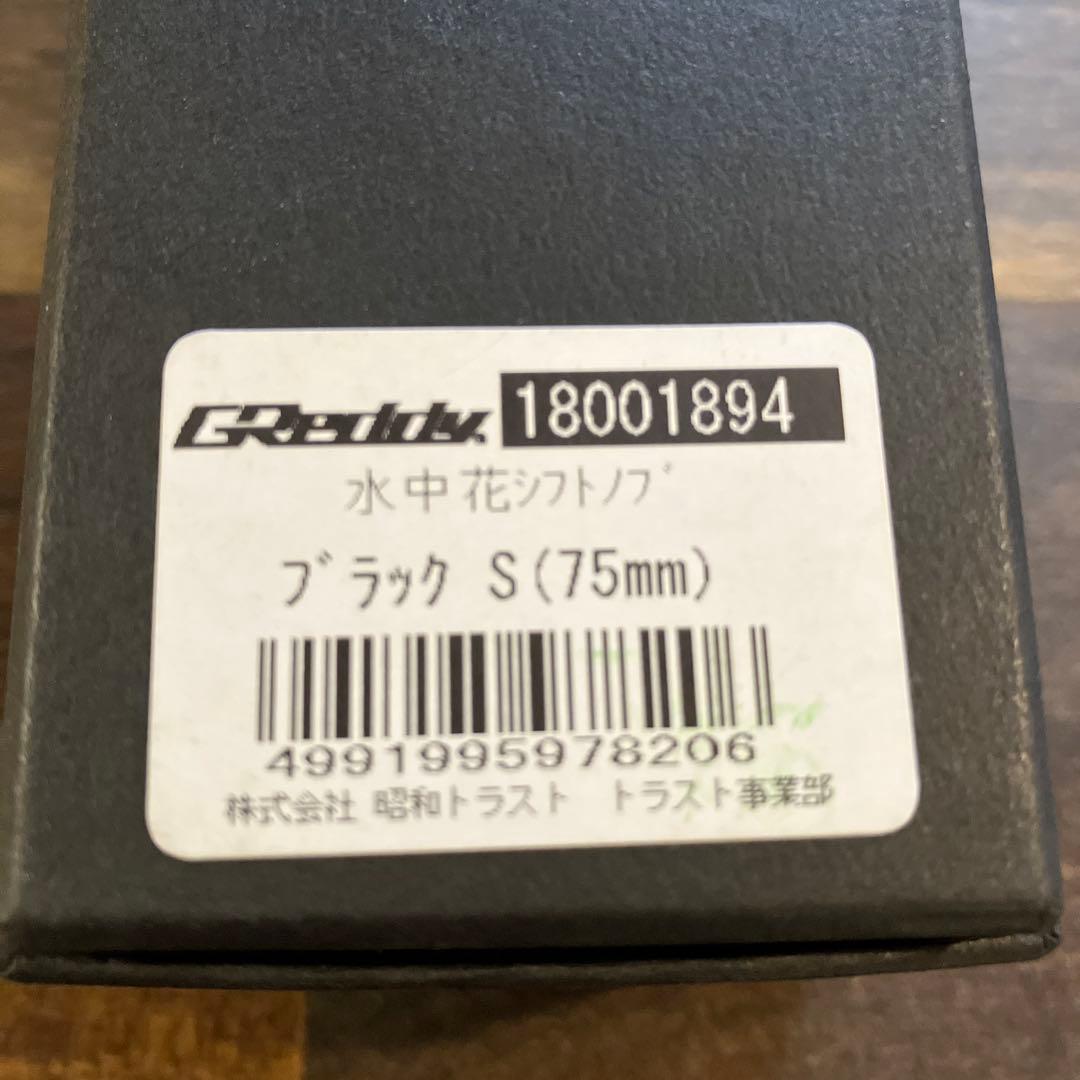 GReddy 18001894
水中花ｼﾌﾄﾉﾌﾞ
ﾌﾞﾗｯｸ S(75mm)
4991995978206
株式会社 昭和トラスト　トラスト事業部